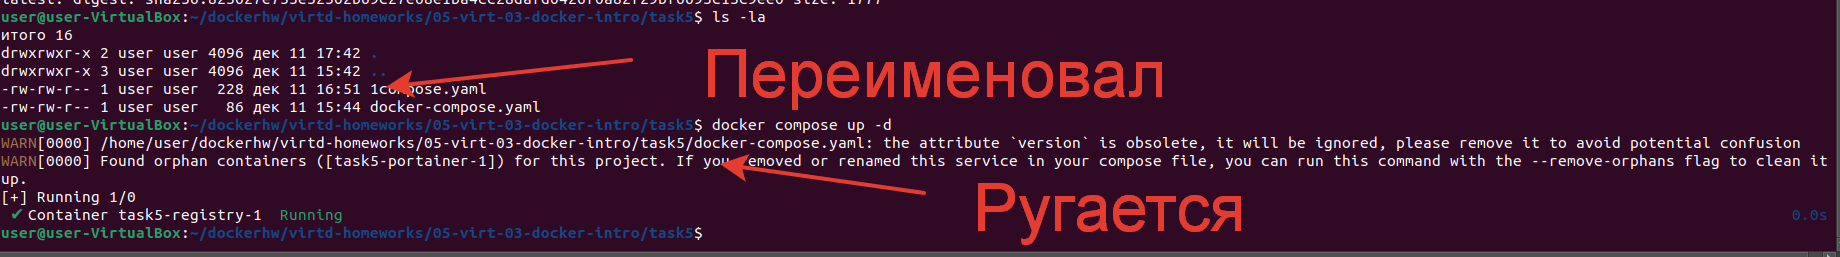 user@user-VirtualBox:~/dockerhw/virtd-homeworks/05-virt-03-docker-intro/task5$ ls -la
итого 16
drwxrwxr-x 2 user user 4096 дек 11 17:42 .
drwxrwxr-x 3 user user 4096 дек 11 15:42 ..
-rw-rw-r-- 1 user user  228 дек 11 16:51 1compose.yaml
Переименовал
-rw-rw-r-- 1 user user   86 дек 11 15:44 docker-compose.yaml
user@user-VirtualBox:~/dockerhw/virtd-homeworks/05-virt-03-docker-intro/task5$ docker compose up -d
WARN[0000] /home/user/dockerhw/virtd-homeworks/05-virt-03-docker-intro/task5/docker-compose.yaml: the attribute `version` is obsolete, it will be ignored, please remove it to avoid potential confusion
WARN[0000] Found orphan containers ([task5-portainer-1]) for this project. If you removed or renamed this service in your compose file, you can run this command with the --remove-orphans flag to clean it
up.
[+] Running 1/0
✔ Container task5-registry-1  Running 0.0s
Ругается
user@user-VirtualBox:~/dockerhw/virtd-homeworks/05-virt-03-docker-intro/task5$